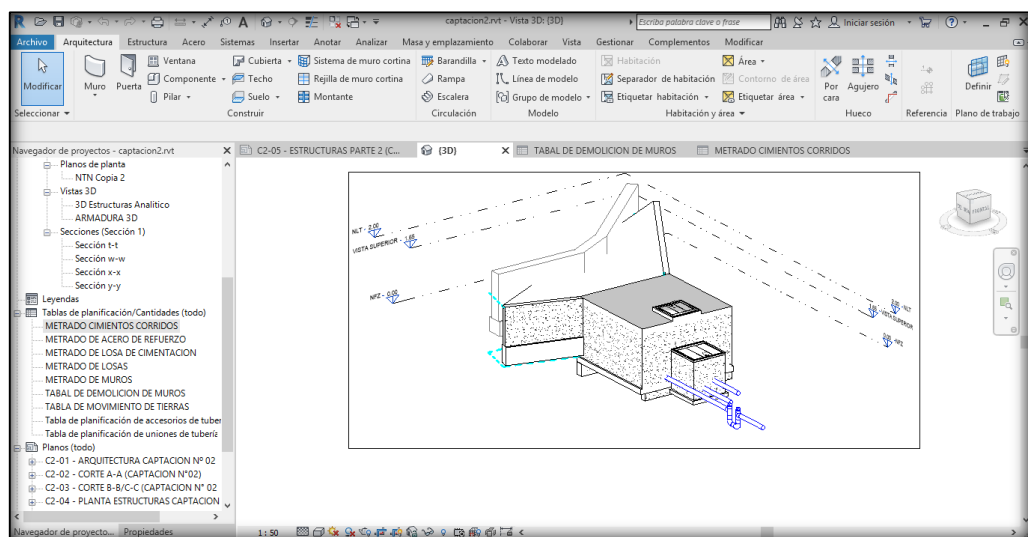 captacion2.rvt - Vista 3D: {3D}
Escriba palabra clave o frase
Iniciar sesión
Archivo Arquitectura Estructura Acero Sistemas Insertar Anotar Analizar Masa y emplazamiento Colaborar Vista Gestionar Complementos Modificar
Modificar
Muro
Puerta
Ventana
Componente
Pilar
Cubierta
Techo
Suelo
Sistema de muro cortina
Rejilla de muro cortina
Montante
Barandilla
Rampa
Escalera
Texto modelado
Línea de modelo
Grupo de modelo
Habitación
Separador de habitación
Etiquetar habitación
Área
Contorno de área
Etiquetar área
Por cara
Agujero
Definir
Seleccionar
Construir
Circulación
Modelo
Habitación y área
Hueco
Referencia
Plano de trabajo
Navegador de proyectos - captacion2.rvt
C2-05 - ESTRUCTURAS PARTE 2 (C...
{3D}
TABAL DE DEMOLICION DE MUROS
METRADO CIMIENTOS CORRIDOS
Planos de planta
NTN Copia 2
Vistas 3D
3D Estructuras Analitico
ARMADURA 3D
Secciones (Sección 1)
Sección t-t
Sección w-w
Sección x-x
Sección y-y
Leyendas
Tablas de planificación/Cantidades (todo)
METRADO CIMIENTOS CORRIDOS
METRADO DE ACERO DE REFUERZO
METRADO DE LOSA DE CIMENTACION
METRADO DE LOSAS
METRADO DE MUROS
TABAL DE DEMOLICION DE MUROS
TABLA DE MOVIMIENTO DE TIERRAS
Tabla de planificación de accesorios de tuber
Tabla de planificación de uniones de tubería
Planos (todo)
C2-01 - ARQUITECTURA CAPTACION Nº 02
C2-02 - CORTE A-A (CAPTACION N°02)
C2-03 - CORTE B-B/C-C (CAPTACION N° 02
C2-04 - PLANTA ESTRUCTURAS CAPTACION
Navegador de proyecto... Propiedades
NLT - 2.00
VISTA SUPERIOR - 1.65
NFZ - 0.00
1 : 50